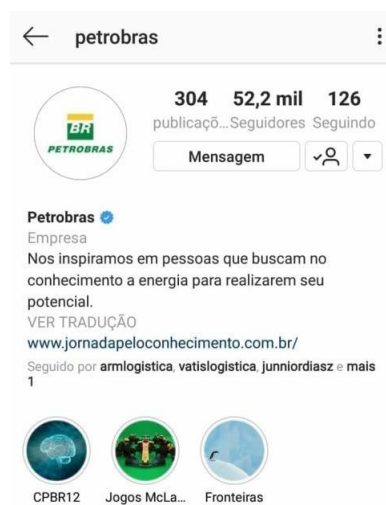 petrobras
304 52,2 mil 126
publicaçõ... Seguidores Seguindo
BR
PETROBRAS
Mensagem
Petrobras
Empresa
Nos inspiramos em pessoas que buscam no
conhecimento a energia para realizarem seu
potencial.
VER TRADUÇÃO
www.jornadapeloconhecimento.com.br/
Seguido por armlogistica, vatislogistica, junniordiasz e mais
1
CPBR12 Jogos McLa... Fronteiras